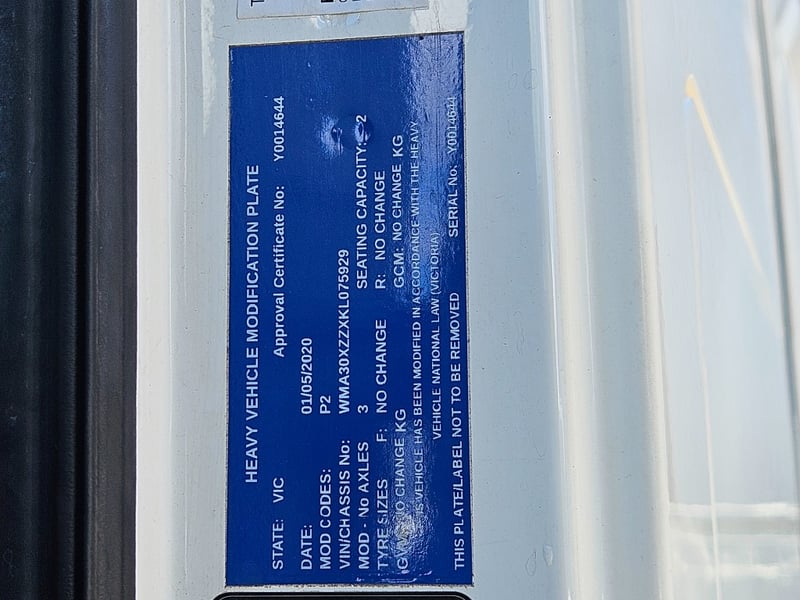 HEAVY VEHICLE MODIFICATION PLATE
STATE: VIC Approval Certificate No: Y0014644
DATE: 01/05/2020
MOD CODES: P2
VIN/CHASSIS No: WMA30XZZXKL075929
MOD - No AXLES 3 SEATING CAPACITY: 2
TYRE SIZES F: NO CHANGE R: NO CHANGE
GVM: NO CHANGE KG GCM: NO CHANGE KG
THIS VEHICLE HAS BEEN MODIFIED IN ACCORDANCE WITH THE HEAVY
VEHICLE NATIONAL LAW (VICTORIA)
THIS PLATE/LABEL NOT TO BE REMOVED SERIAL No: Y0014644